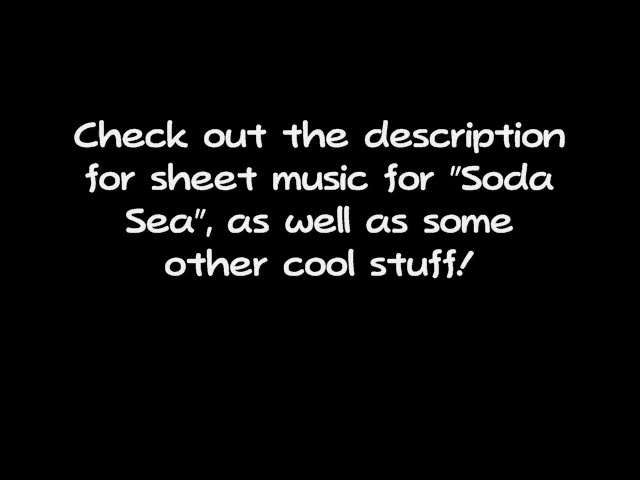 Check out the description
for sheet music for "Soda
Sea", as well as some
other cool stuff!